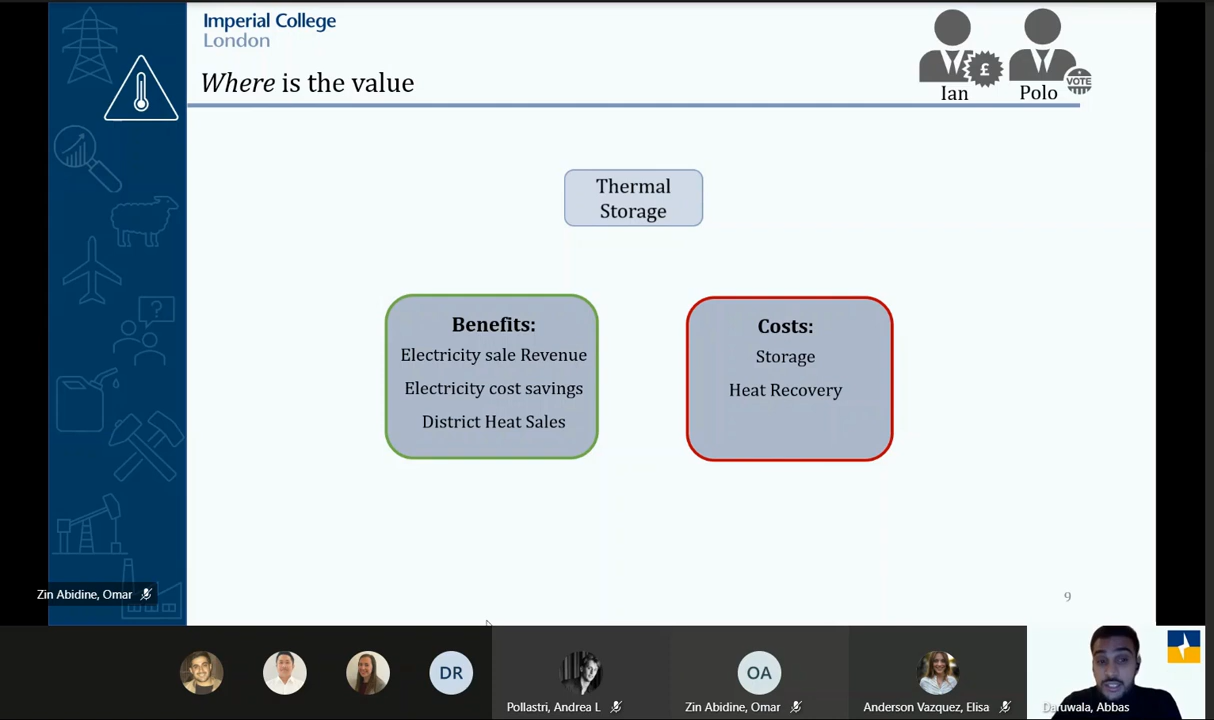 Imperial College
London
Where is the value
£
VOTE
Ian
Polo
Thermal
Storage
Benefits:
Electricity sale Revenue
Electricity cost savings
District Heat Sales
Costs:
Storage
Heat Recovery
9
Zin Abidine, Omar
DR
Pollastri, Andrea L
OA
Zin Abidine, Omar
Anderson Vazquez, Elisa
Daruwala, Abbas